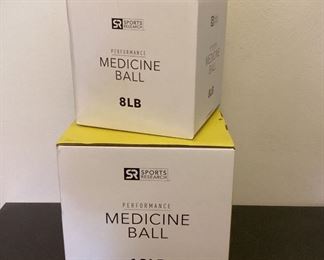 SR SPORTS
RESEARCH
PERFORMANCE
MEDICINE
BALL
8LB
SR SPORTS
RESEARCH
PERFORMANCE
MEDICINE
BALL